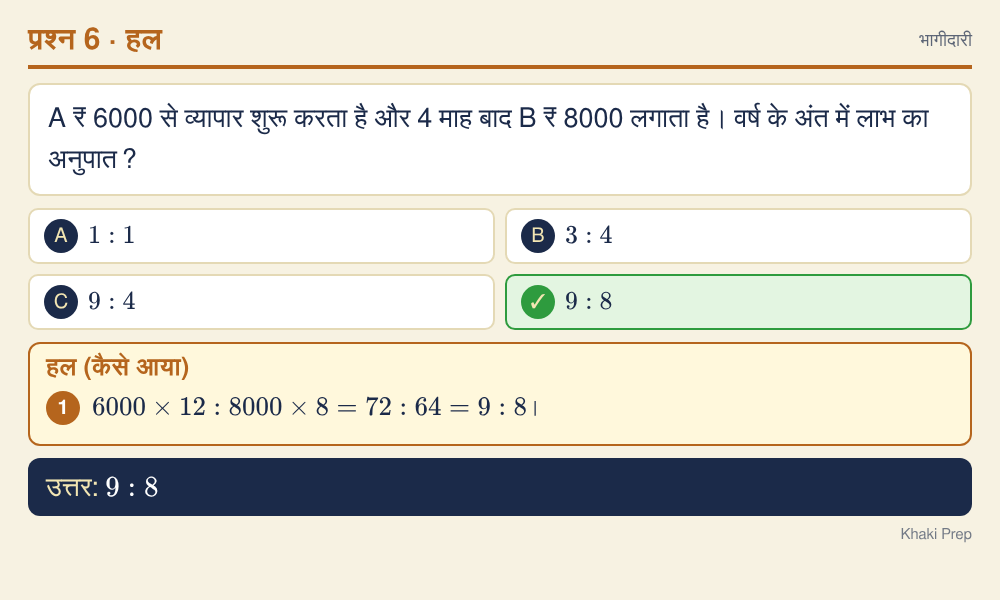 प्रश्न 6 · हल
भागीदारी
A ₹ 6000 से व्यापार शुरू करता है और 4 माह बाद B ₹ 8000 लगाता है। वर्ष के अंत में लाभ का
अनुपात ?
A 1 : 1
B 3 : 4
C 9 : 4
✓ 9 : 8
हल (कैसे आया)
1 6000 × 12 : 8000 × 8 = 72 : 64 = 9 : 8।
उत्तर: 9 : 8
Khaki Prep